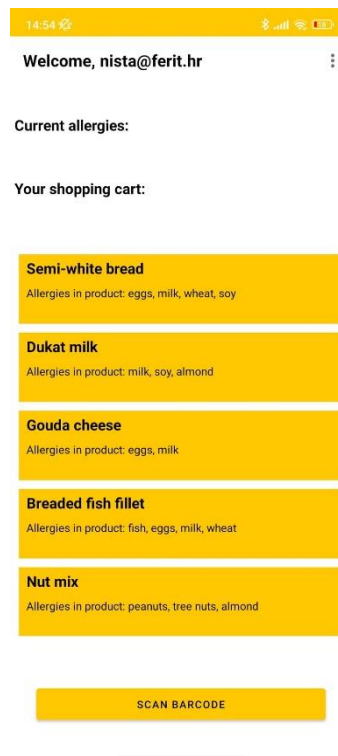 14:54
Welcome, nista@ferit.hr
Current allergies:
Your shopping cart:
Semi-white bread
Allergies in product: eggs, milk, wheat, soy
Dukat milk
Allergies in product: milk, soy, almond
Gouda cheese
Allergies in product: eggs, milk
Breaded fish fillet
Allergies in product: fish, eggs, milk, wheat
Nut mix
Allergies in product: peanuts, tree nuts, almond
SCAN BARCODE